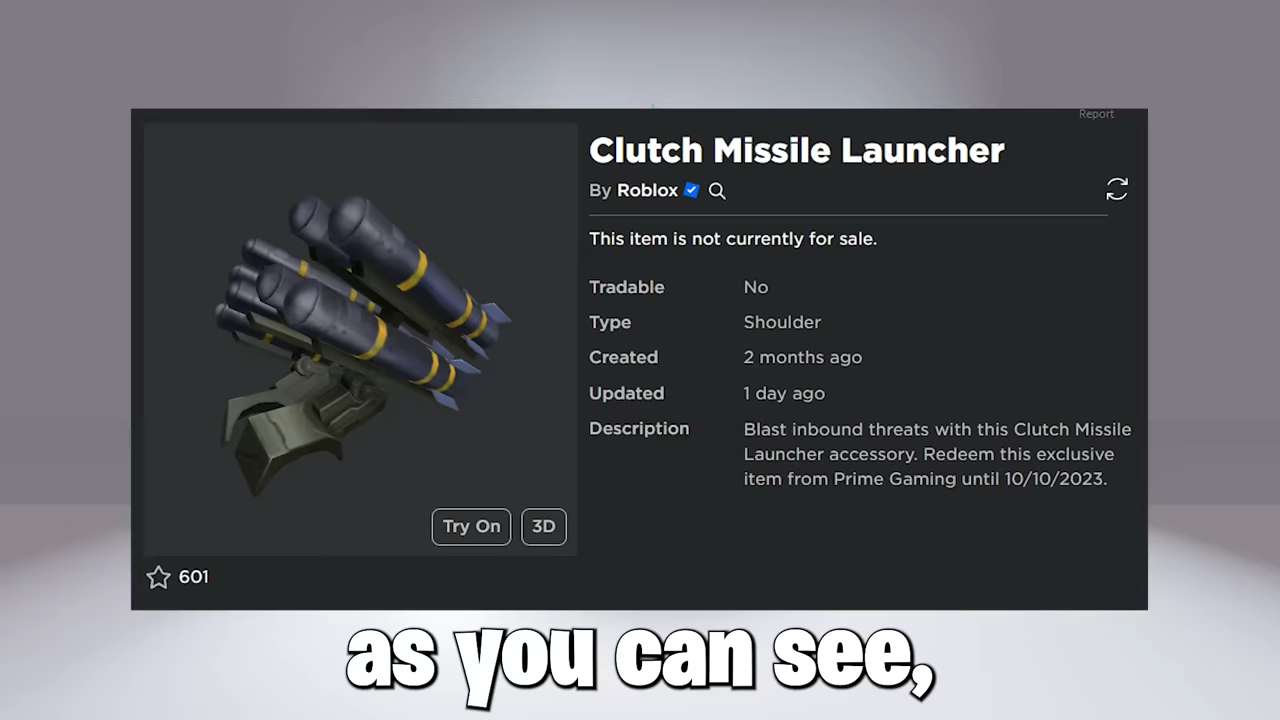 Report
Clutch Missile Launcher
By Roblox
This item is not currently for sale.
Tradable No
Type Shoulder
Created 2 months ago
Updated 1 day ago
Description Blast inbound threats with this Clutch Missile
Launcher accessory. Redeem this exclusive
item from Prime Gaming until 10/10/2023.
Try On 3D
601
as you can see,